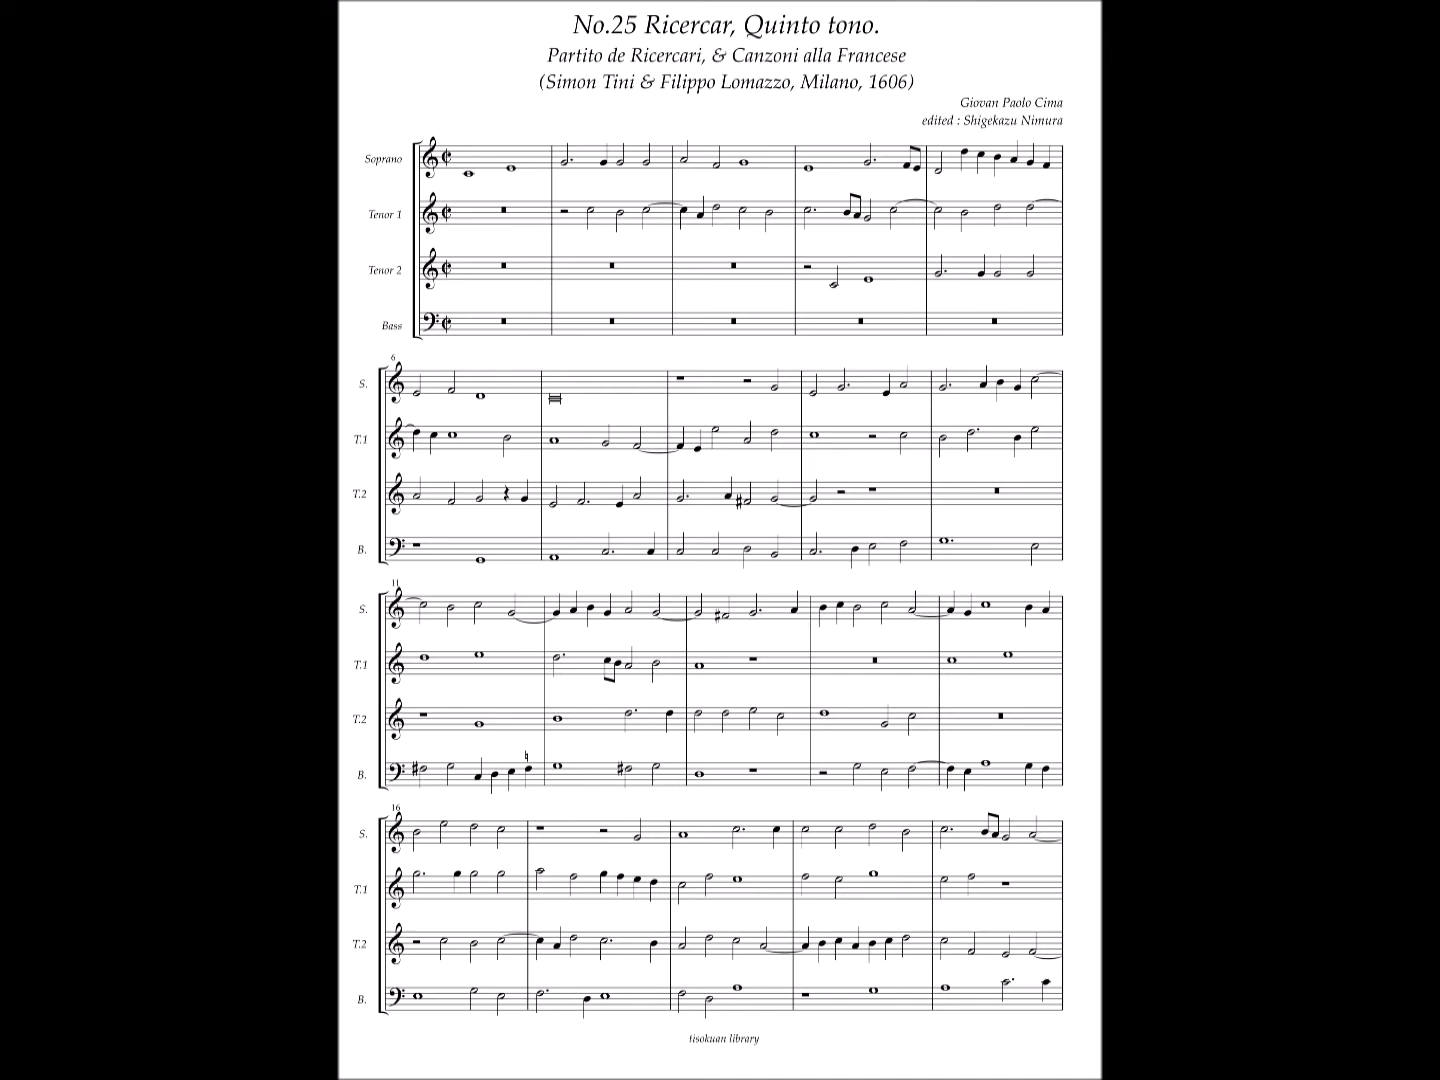 No.25 Ricercar, Quinto tono.
Partito de Ricercari, & Canzoni alla Francese
(Simon Tini & Filippo Lomazzo, Milano, 1606)
Giovan Paolo Cima
edited : Shigekazu Nimura
Soprano
Tenor 1
Tenor 2
Bass
6
S.
T.1
T.2
B.
11
S.
T.1
T.2
B.
16
S.
T.1
T.2
B.
tisokuan library